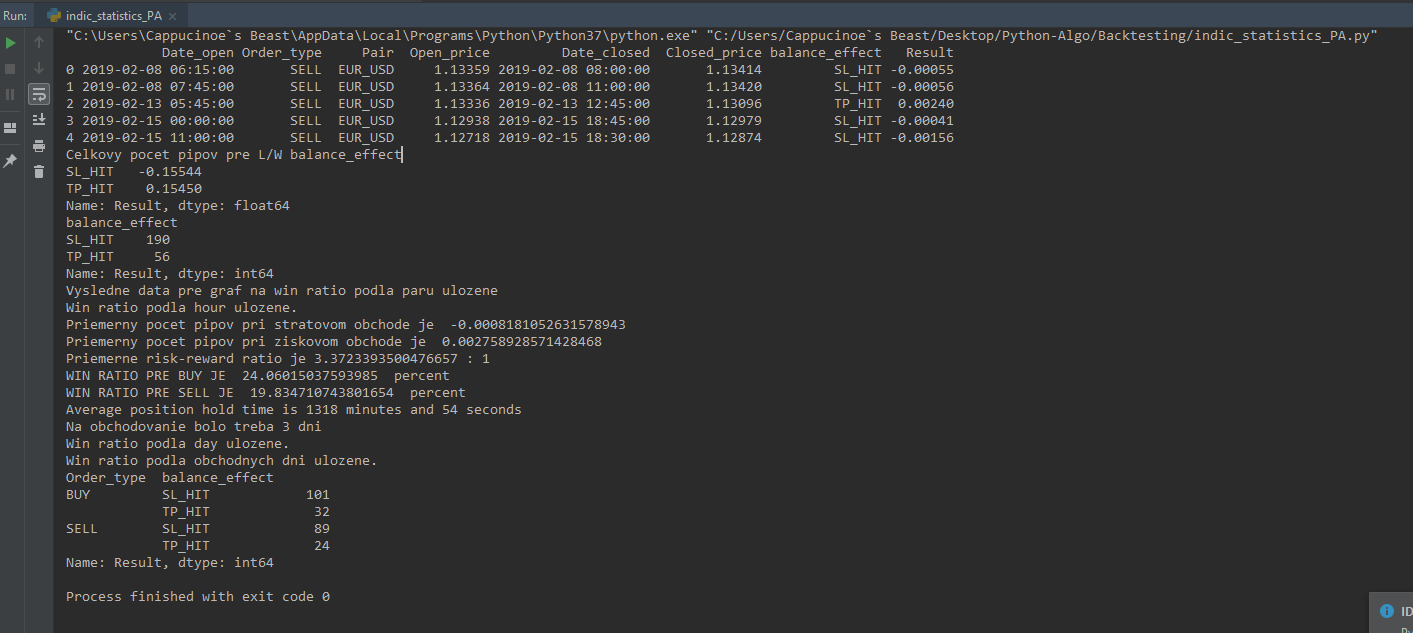 Run: indic_statistics_PA
"C:\Users\Cappucinoe`s Beast\AppData\Local\Programs\Python\Python37\python.exe" "C:/Users/Cappucinoe`s Beast/Desktop/Python-Algo/Backtesting/indic_statistics_PA.py"
Date_open Order_type Pair Open_price Date_closed Closed_price balance_effect Result
0 2019-02-08 06:15:00 SELL EUR_USD 1.13359 2019-02-08 08:00:00 1.13414 SL_HIT -0.00055
1 2019-02-08 07:45:00 SELL EUR_USD 1.13364 2019-02-08 11:00:00 1.13420 SL_HIT -0.00056
2 2019-02-13 05:45:00 SELL EUR_USD 1.13336 2019-02-13 12:45:00 1.13096 TP_HIT 0.00240
3 2019-02-15 00:00:00 SELL EUR_USD 1.12938 2019-02-15 18:45:00 1.12979 SL_HIT -0.00041
4 2019-02-15 11:00:00 SELL EUR_USD 1.12718 2019-02-15 18:30:00 1.12874 SL_HIT -0.00156
Celkovy pocet pipov pre L/W balance_effect
SL_HIT -0.15544
TP_HIT 0.15450
Name: Result, dtype: float64
balance_effect
SL_HIT 190
TP_HIT 56
Name: Result, dtype: int64
Vysledne data pre graf na win ratio podla paru ulozene
Win ratio podla hour ulozene.
Priemerny pocet pipov pri stratovom obchode je -0.0008181052631578943
Priemerny pocet pipov pri ziskovom obchode je 0.002758928571428468
Priemerne risk-reward ratio je 3.3723393500476657 : 1
WIN RATIO PRE BUY JE 24.06015037593985 percent
WIN RATIO PRE SELL JE 19.834710743801654 percent
Average position hold time is 1318 minutes and 54 seconds
Na obchodovanie bolo treba 3 dni
Win ratio podla day ulozene.
Win ratio podla obchodnych dni ulozene.
Order_type balance_effect
BUY SL_HIT 101
TP_HIT 32
SELL SL_HIT 89
TP_HIT 24
Name: Result, dtype: int64
Process finished with exit code 0